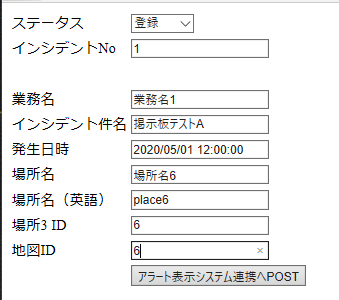 ステータス 登録
インシデントNo 1
業務名 業務名1
インシデント件名 掲示板テストA
発生日時 2020/05/01 12:00:00
場所名 場所名6
場所名（英語） place6
場所3 ID 6
地図ID 6
アラート表示システム連携へPOST